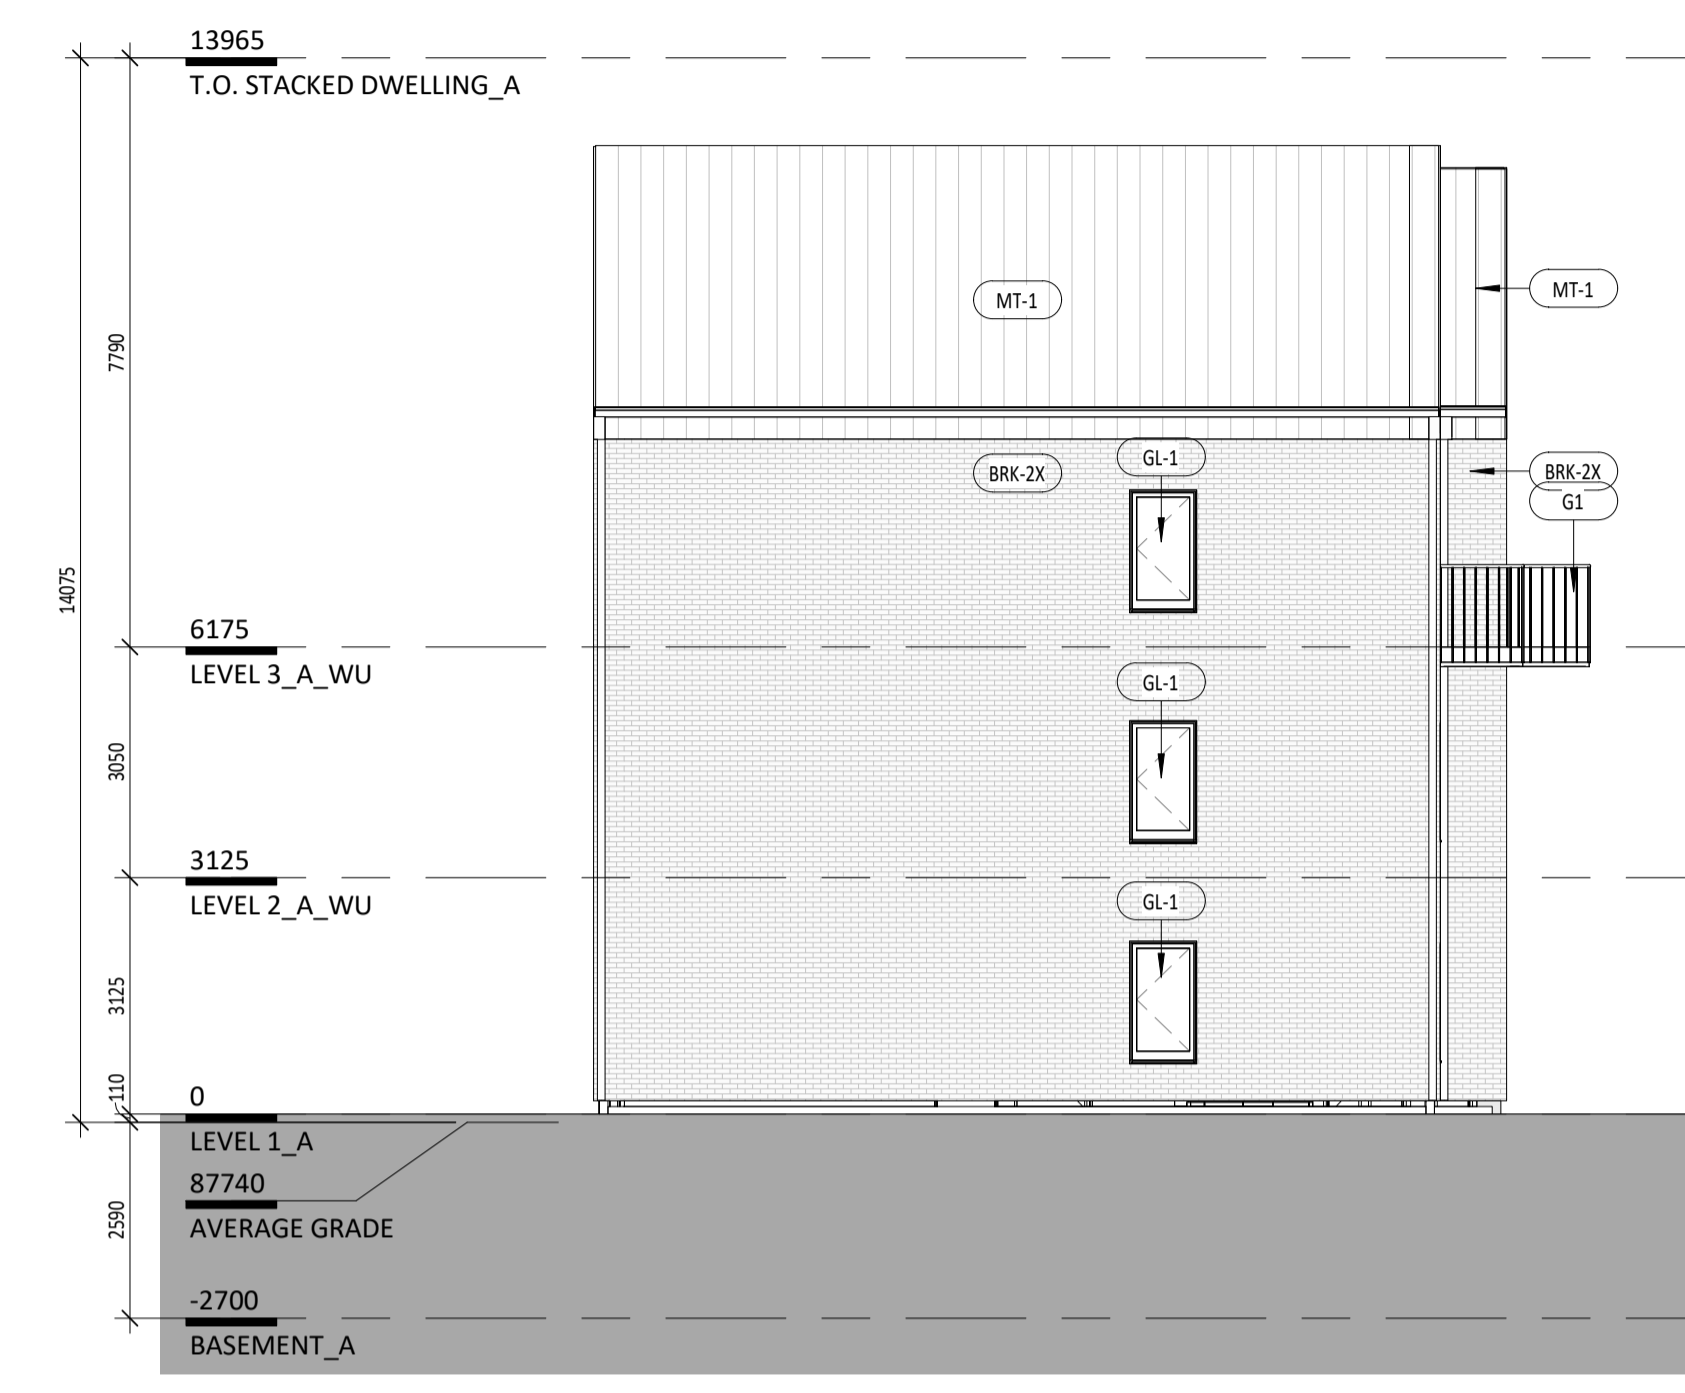 13965
T.O. STACKED DWELLING_A
MT-1
MT-1
7790
GL-1
BRK-2X
BRK-2X
G1
14075
6175
LEVEL 3_A_WU
GL-1
3050
3125
LEVEL 2_A_WU
GL-1
3125
110
0
LEVEL 1_A
87740
AVERAGE GRADE
2590
-2700
BASEMENT_A